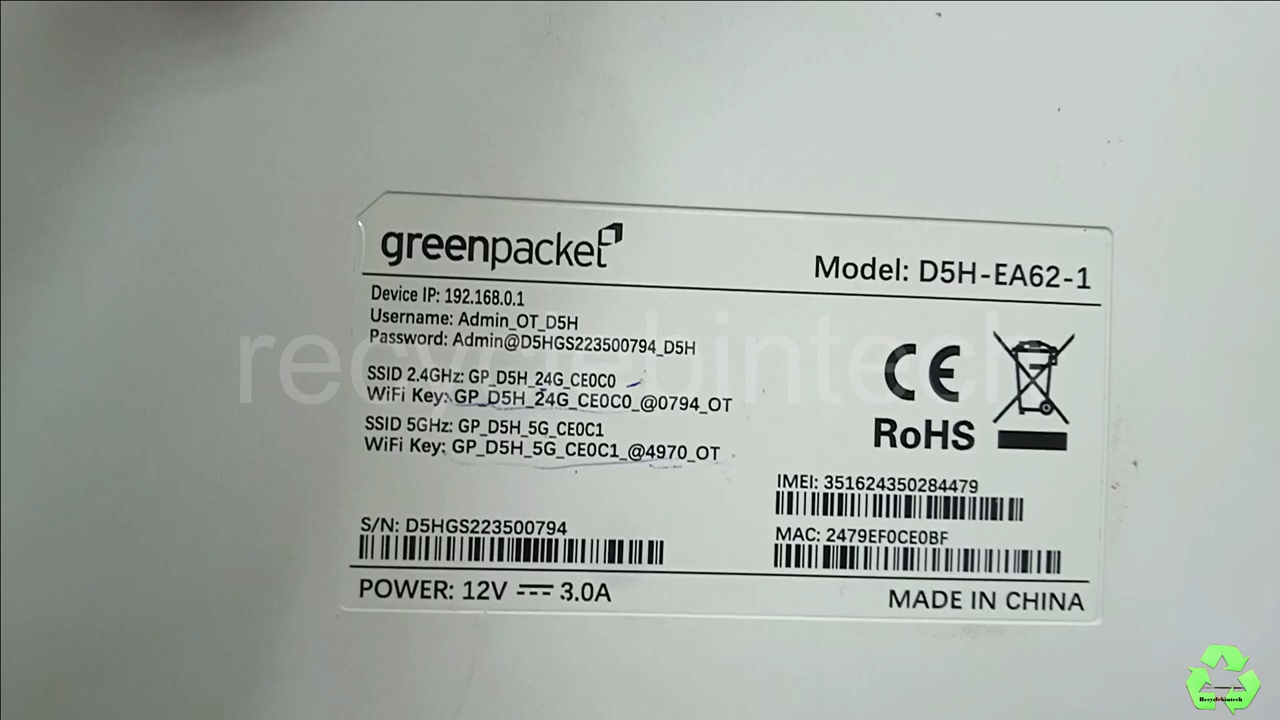 greenpacket
Model: D5H-EA62-1
Device IP: 192.168.0.1
Username: Admin_OT_D5H
Password: Admin@D5HGS223500794_D5H
SSID 2.4GHz: GP_D5H_24G_CE0C0
WiFi Key: GP_D5H_24G_CE0C0_@0794_OT
SSID 5GHz: GP_D5H_5G_CE0C1
WiFi Key: GP_D5H_5G_CE0C1_@4970_OT
CE
RoHS
IMEI: 351624350284479
S/N: D5HGS223500794
MAC: 2479EF0CE0BF
POWER: 12V 3.0A
MADE IN CHINA
recyclebintech
Recyclebintech